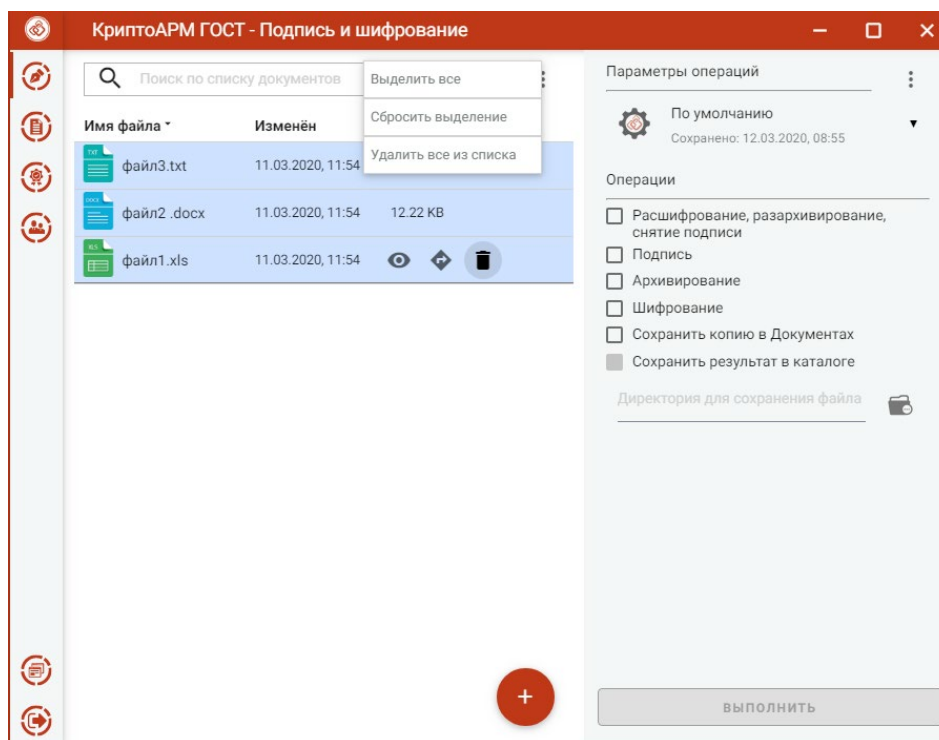 КриптоАРМ ГОСТ - Подпись и шифрование
Поиск по списку документов
Выделить все
Сбросить выделение
Удалить все из списка
Имя файла
Изменён
TXT
файл3.txt
11.03.2020, 11:54
DOCX
файл2 .docx
11.03.2020, 11:54
12.22 KB
XLS
файл1.xls
11.03.2020, 11:54
Параметры операций
По умолчанию
Сохранено: 12.03.2020, 08:55
Операции
Расшифрование, разархивирование,
снятие подписи
Подпись
Архивирование
Шифрование
Сохранить копию в Документах
Сохранить результат в каталоге
Директория для сохранения файла
ВЫПОЛНИТЬ